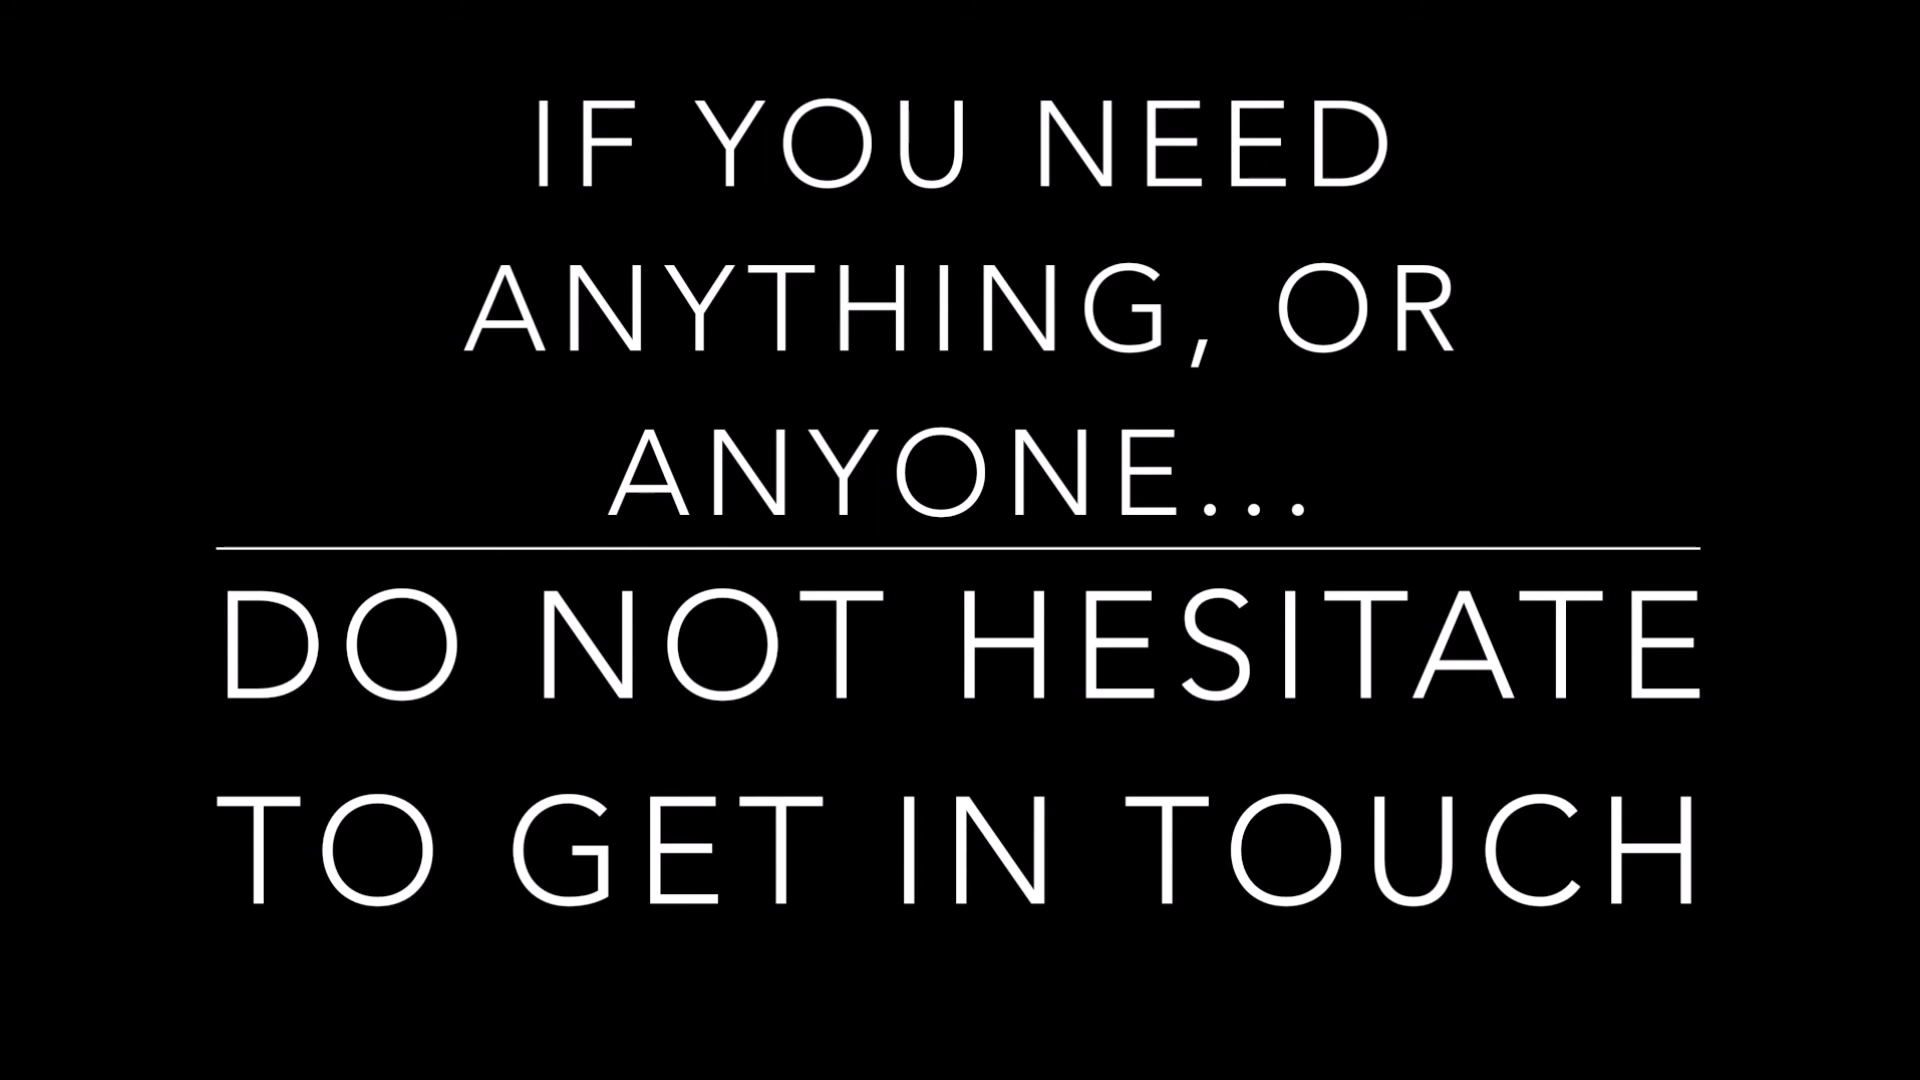 IF YOU NEED
ANYTHING, OR
ANYONE...
DO NOT HESITATE
TO GET IN TOUCH